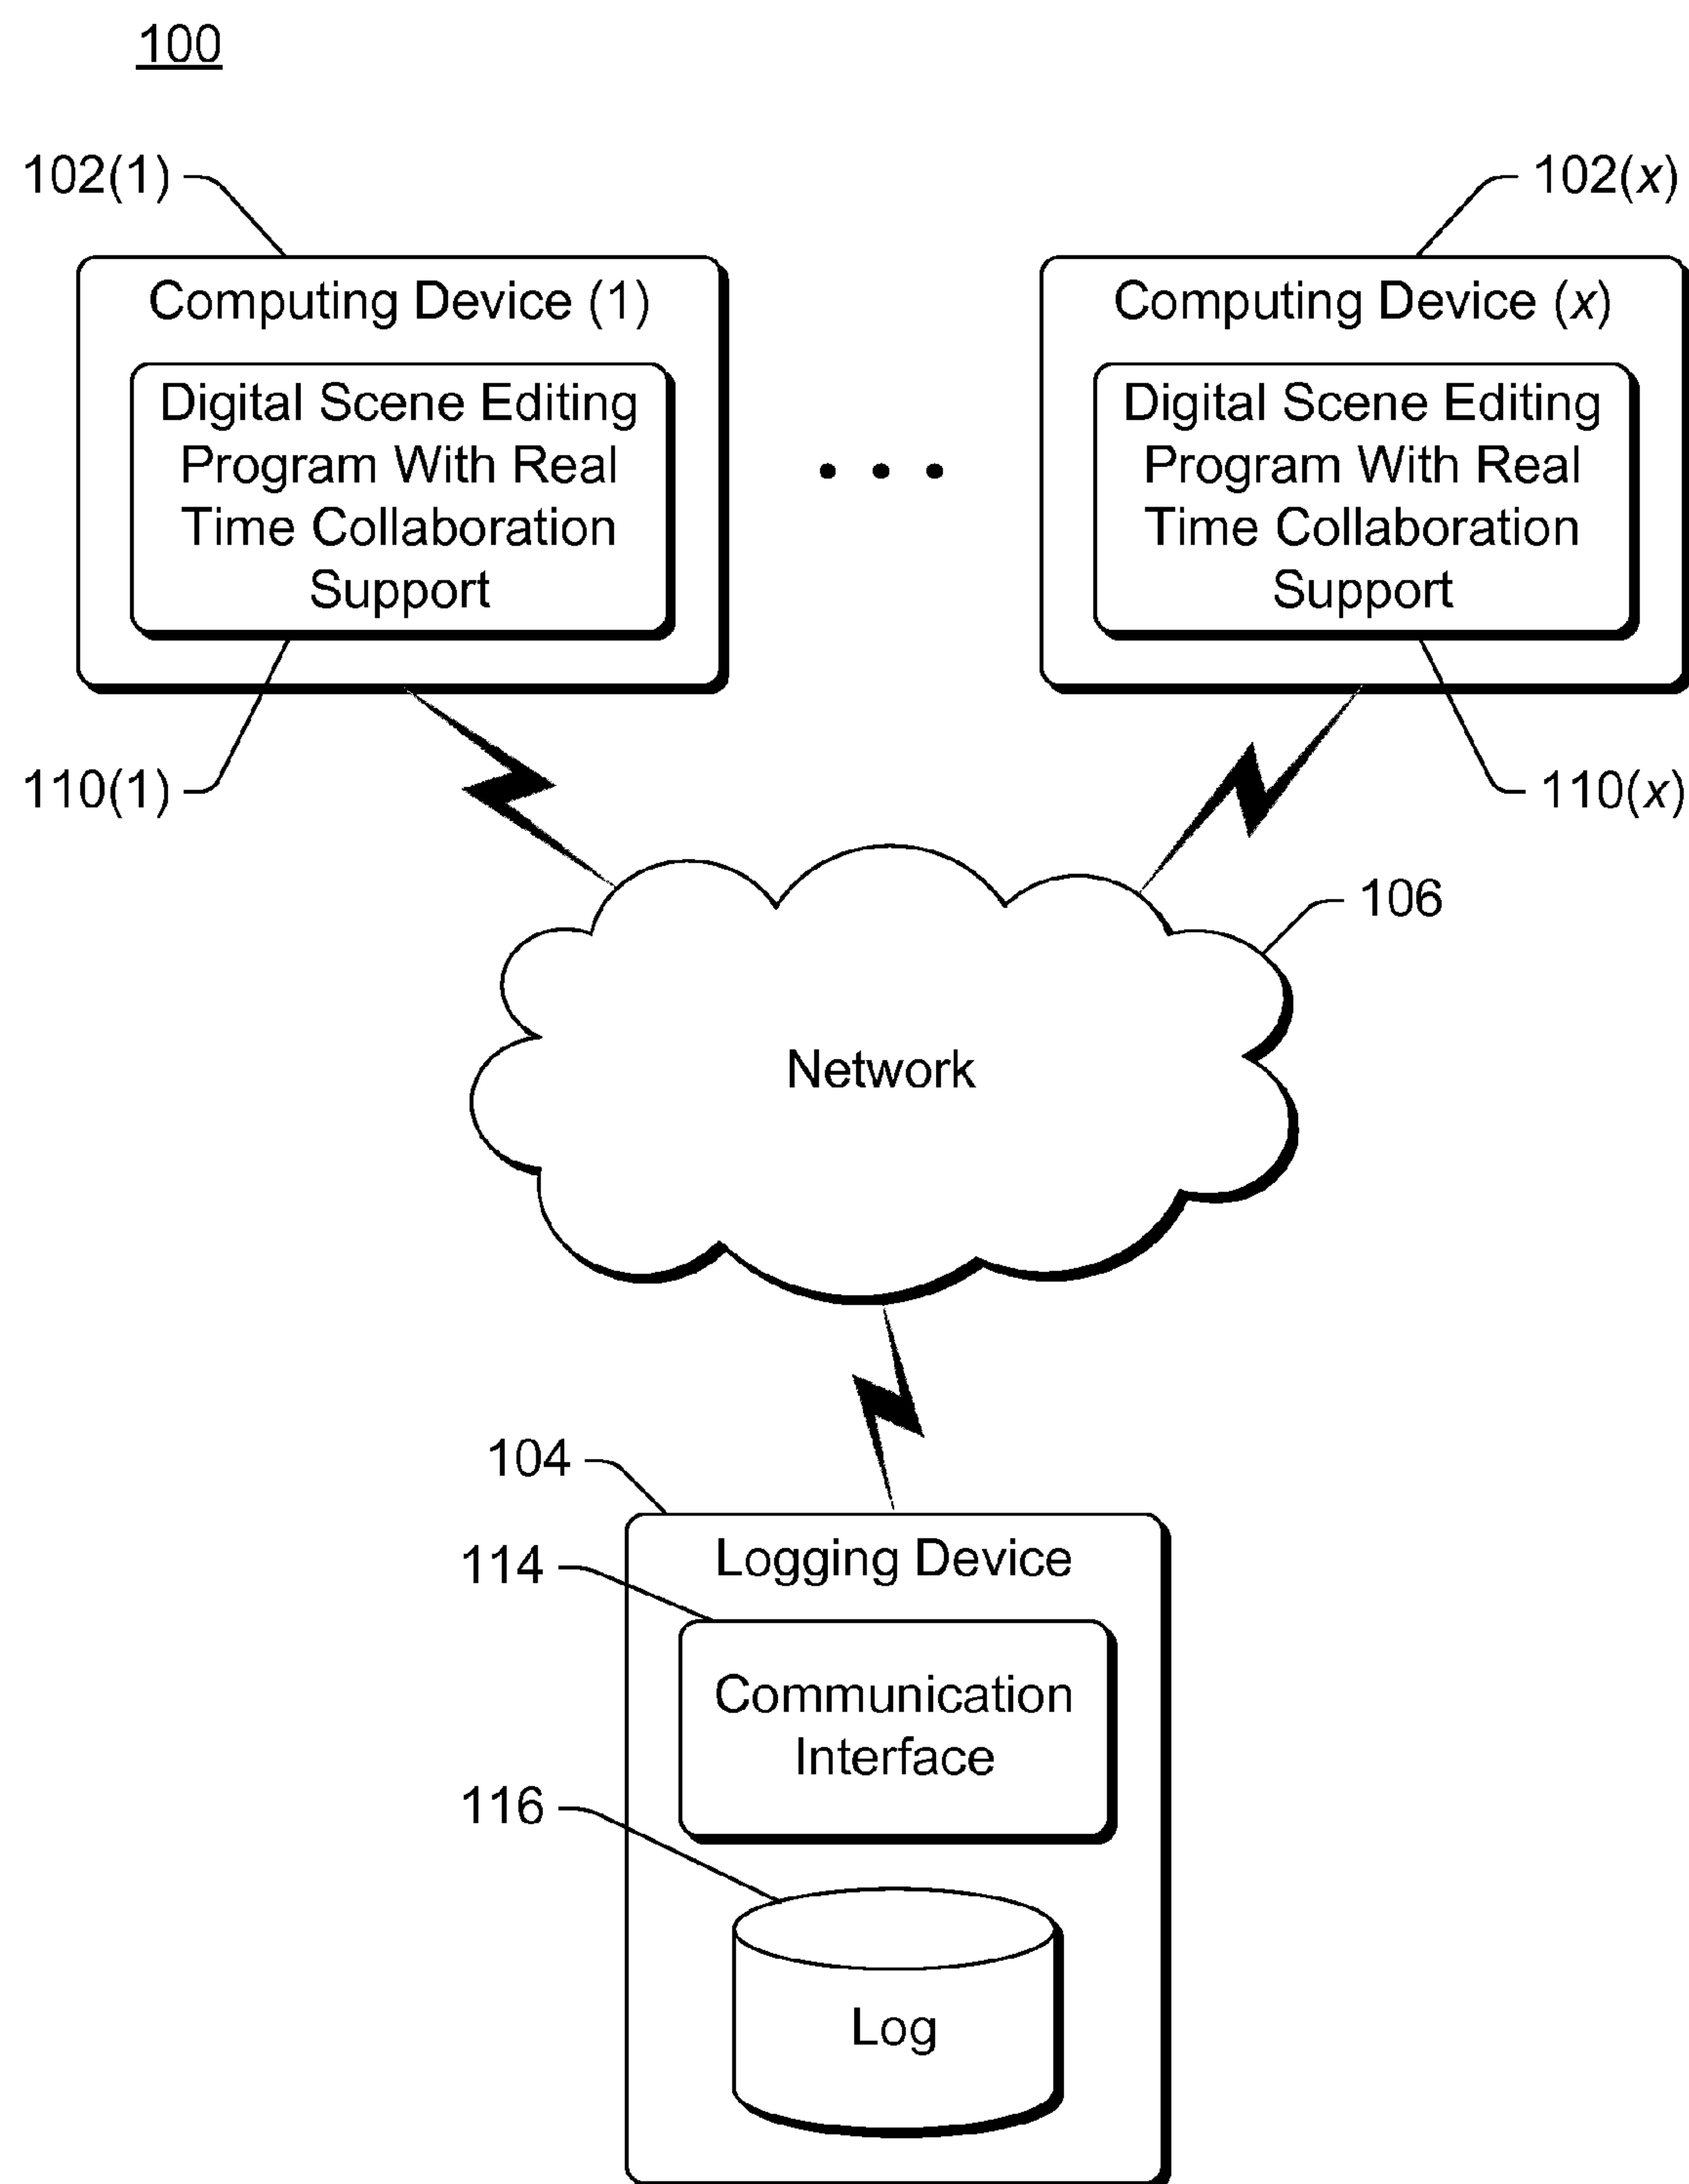 100
102(1)
102(x)
Computing Device (1)
Digital Scene Editing
Program With Real
Time Collaboration
Support
Computing Device (x)
Digital Scene Editing
Program With Real
Time Collaboration
Support
110(1)
110(x)
106
Network
104
Logging Device
114
Communication
Interface
116
Log